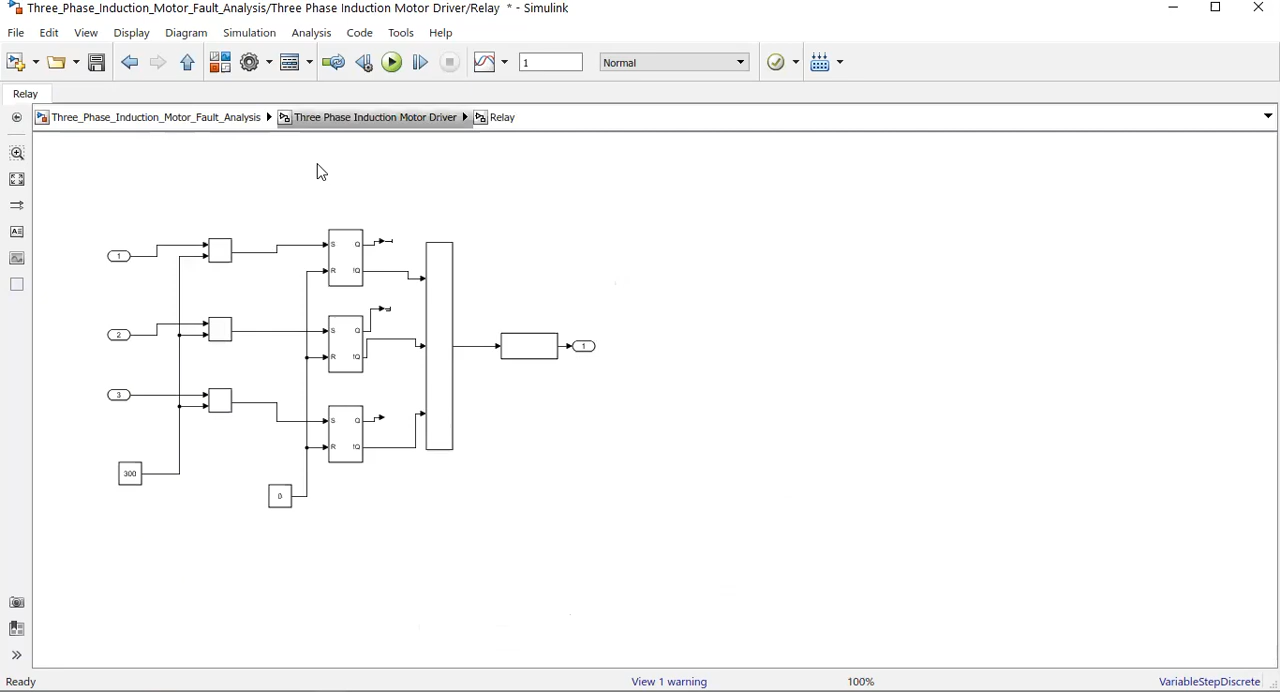 Three_Phase_Induction_Motor_Fault_Analysis/Three Phase Induction Motor Driver/Relay * - Simulink
File Edit View Display Diagram Simulation Analysis Code Tools Help
1 Normal
Relay
Three_Phase_Induction_Motor_Fault_Analysis Three Phase Induction Motor Driver Relay
1
S Q
R !Q
2
S Q
R !Q
1
3
S Q
R !Q
300
0
Ready View 1 warning 100% VariableStepDiscrete